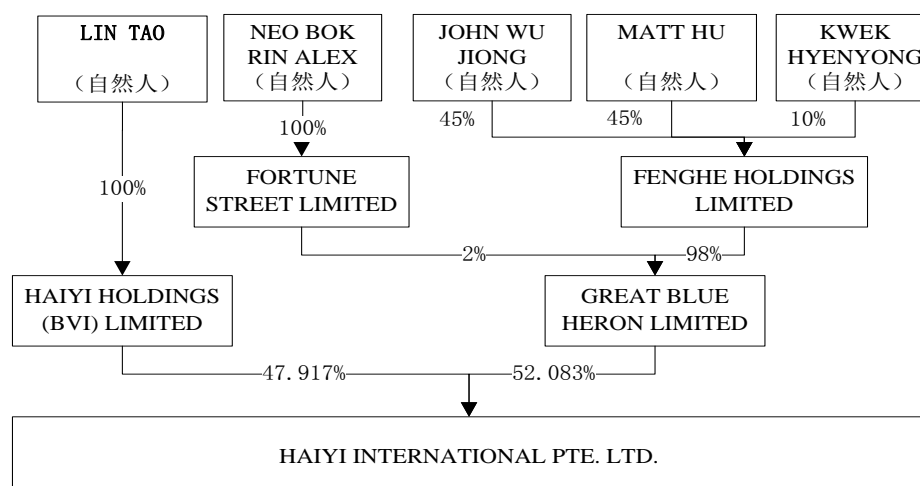 LIN TAO
（自然人）
NEO BOK
RIN ALEX
（自然人）
JOHN WU
JIONG
（自然人）
MATT HU
（自然人）
KWEK
HYENYONG
（自然人）
100%
45%
45%
10%
FORTUNE
STREET LIMITED
FENGHE HOLDINGS
LIMITED
100%
2%
98%
HAIYI HOLDINGS
(BVI) LIMITED
GREAT BLUE
HERON LIMITED
47.917%
52.083%
HAIYI INTERNATIONAL PTE. LTD.